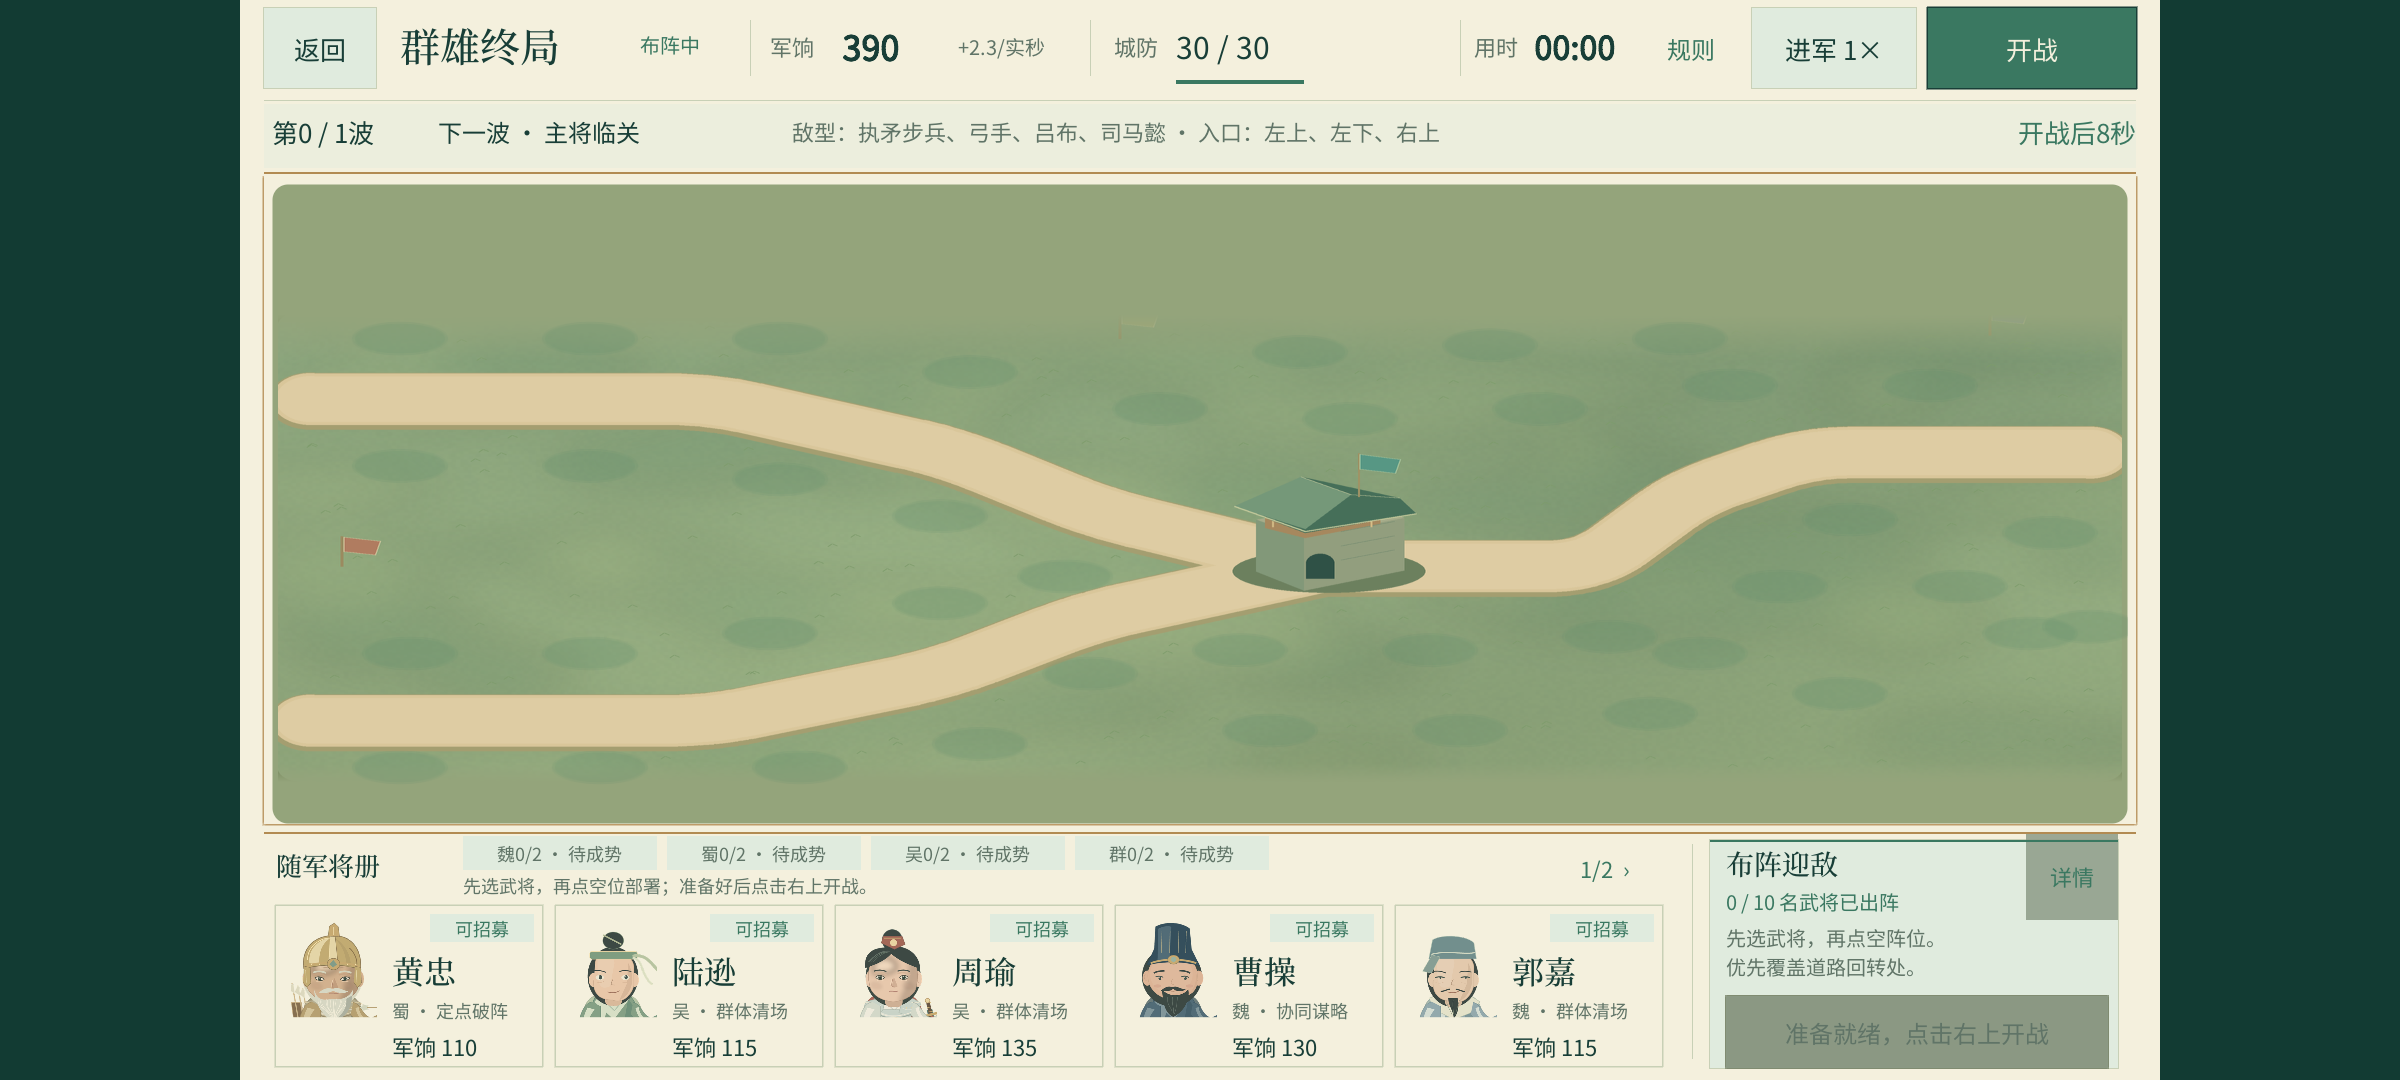 返回
群雄终局
布阵中
军饷 390
+2.3/实秒
城防 30 / 30
用时 00:00
规则
进军 1×
开战
第0 / 1波
下一波 · 主将临关
敌型：执矛步兵、弓手、吕布、司马懿 · 入口：左上、左下、右上
开战后8秒
随军将册
魏0/2 · 待成势
蜀0/2 · 待成势
吴0/2 · 待成势
群0/2 · 待成势
先选武将，再点空位部署；准备好后点击右上开战。
1/2 ›
可招募
黄忠
蜀 · 定点破阵
军饷 110
可招募
陆逊
吴 · 群体清场
军饷 115
可招募
周瑜
吴 · 群体清场
军饷 135
可招募
曹操
魏 · 协同谋略
军饷 130
可招募
郭嘉
魏 · 群体清场
军饷 115
布阵迎敌
详情
0 / 10 名武将已出阵
先选武将，再点空阵位。
优先覆盖道路回转处。
准备就绪，点击右上开战